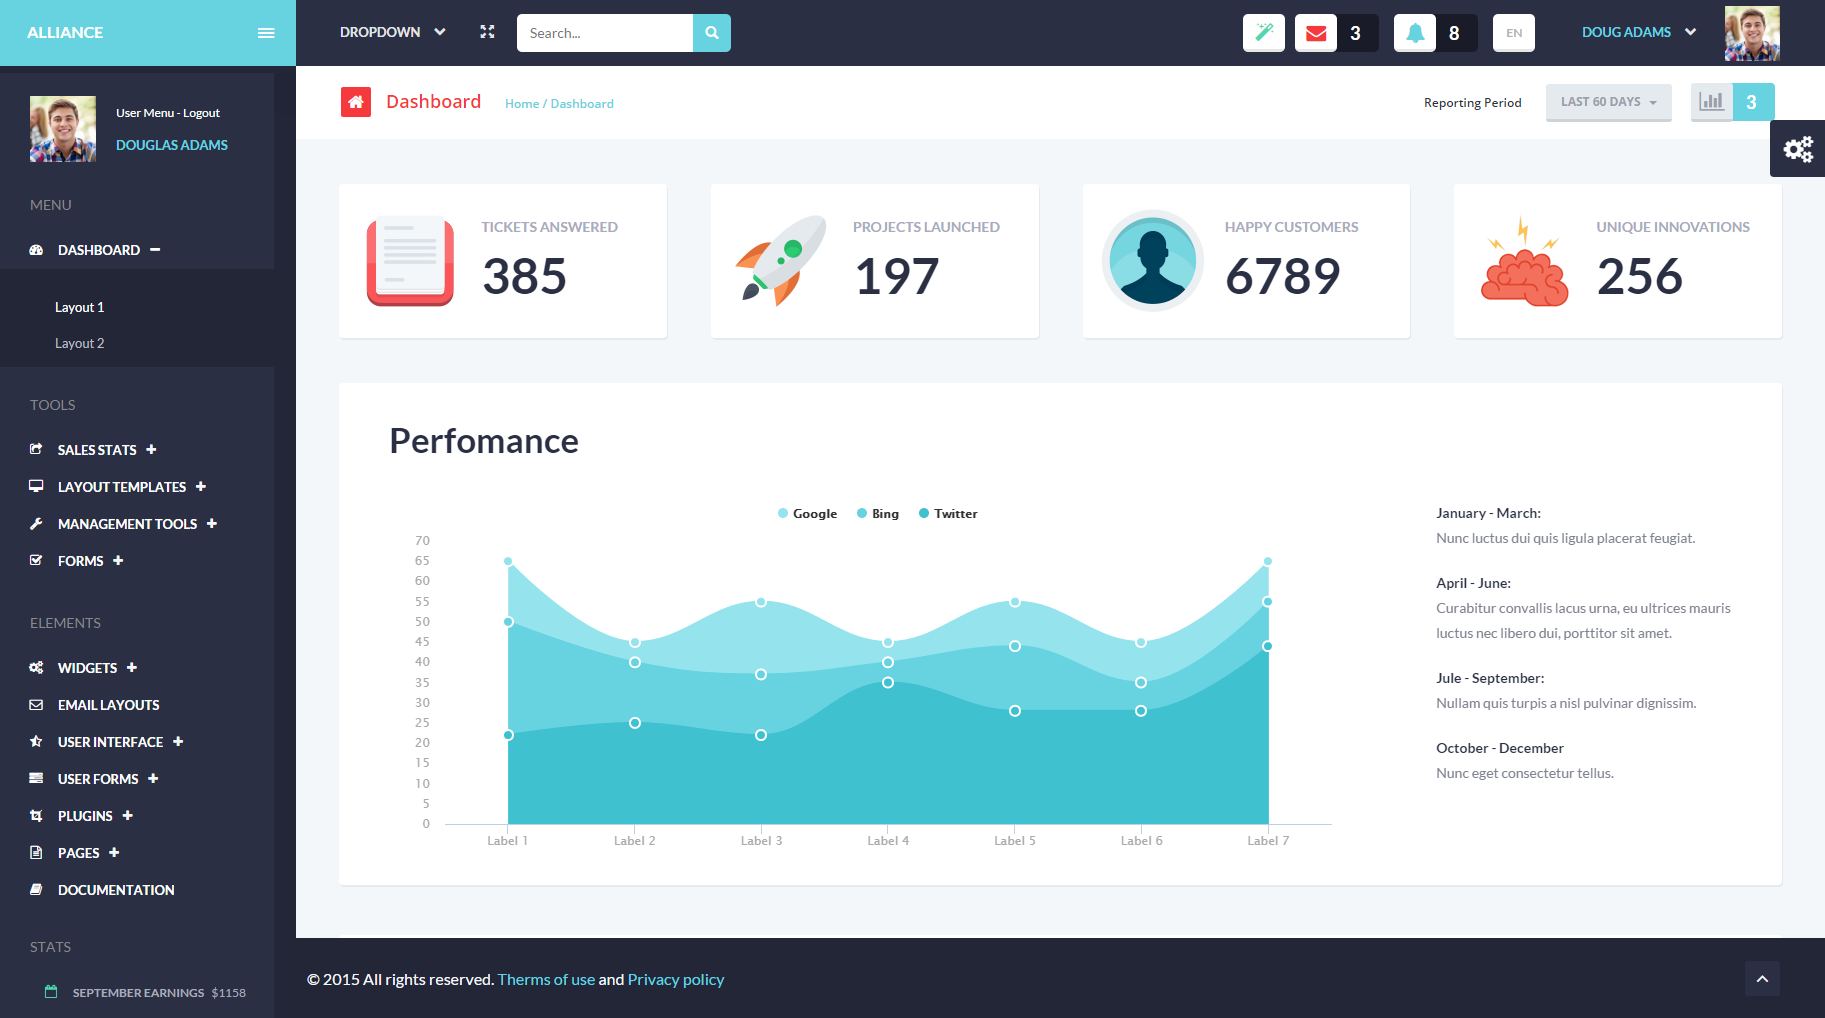 ALLIANCE
DROPDOWN
Search...
3
8
EN
DOUG ADAMS
User Menu - Logout
DOUGLAS ADAMS
MENU
DASHBOARD
Layout 1
Layout 2
TOOLS
SALES STATS
LAYOUT TEMPLATES
MANAGEMENT TOOLS
FORMS
ELEMENTS
WIDGETS
EMAIL LAYOUTS
USER INTERFACE
USER FORMS
PLUGINS
PAGES
DOCUMENTATION
STATS
SEPTEMBER EARNINGS $1158
Dashboard
Home / Dashboard
Reporting Period
LAST 60 DAYS
3
TICKETS ANSWERED
385
PROJECTS LAUNCHED
197
HAPPY CUSTOMERS
6789
UNIQUE INNOVATIONS
256
Perfomance
Google
Bing
Twitter
70
65
60
55
50
45
40
35
30
25
20
15
10
5
0
Label 1
Label 2
Label 3
Label 4
Label 5
Label 6
Label 7
January - March:
Nunc luctus dui quis ligula placerat feugiat.
April - June:
Curabitur convallis lacus urna, eu ultrices mauris
luctus nec libero dui, porttitor sit amet.
Jule - September:
Nullam quis turpis a nisl pulvinar dignissim.
October - December
Nunc eget consectetur tellus.
© 2015 All rights reserved. Therms of use and Privacy policy